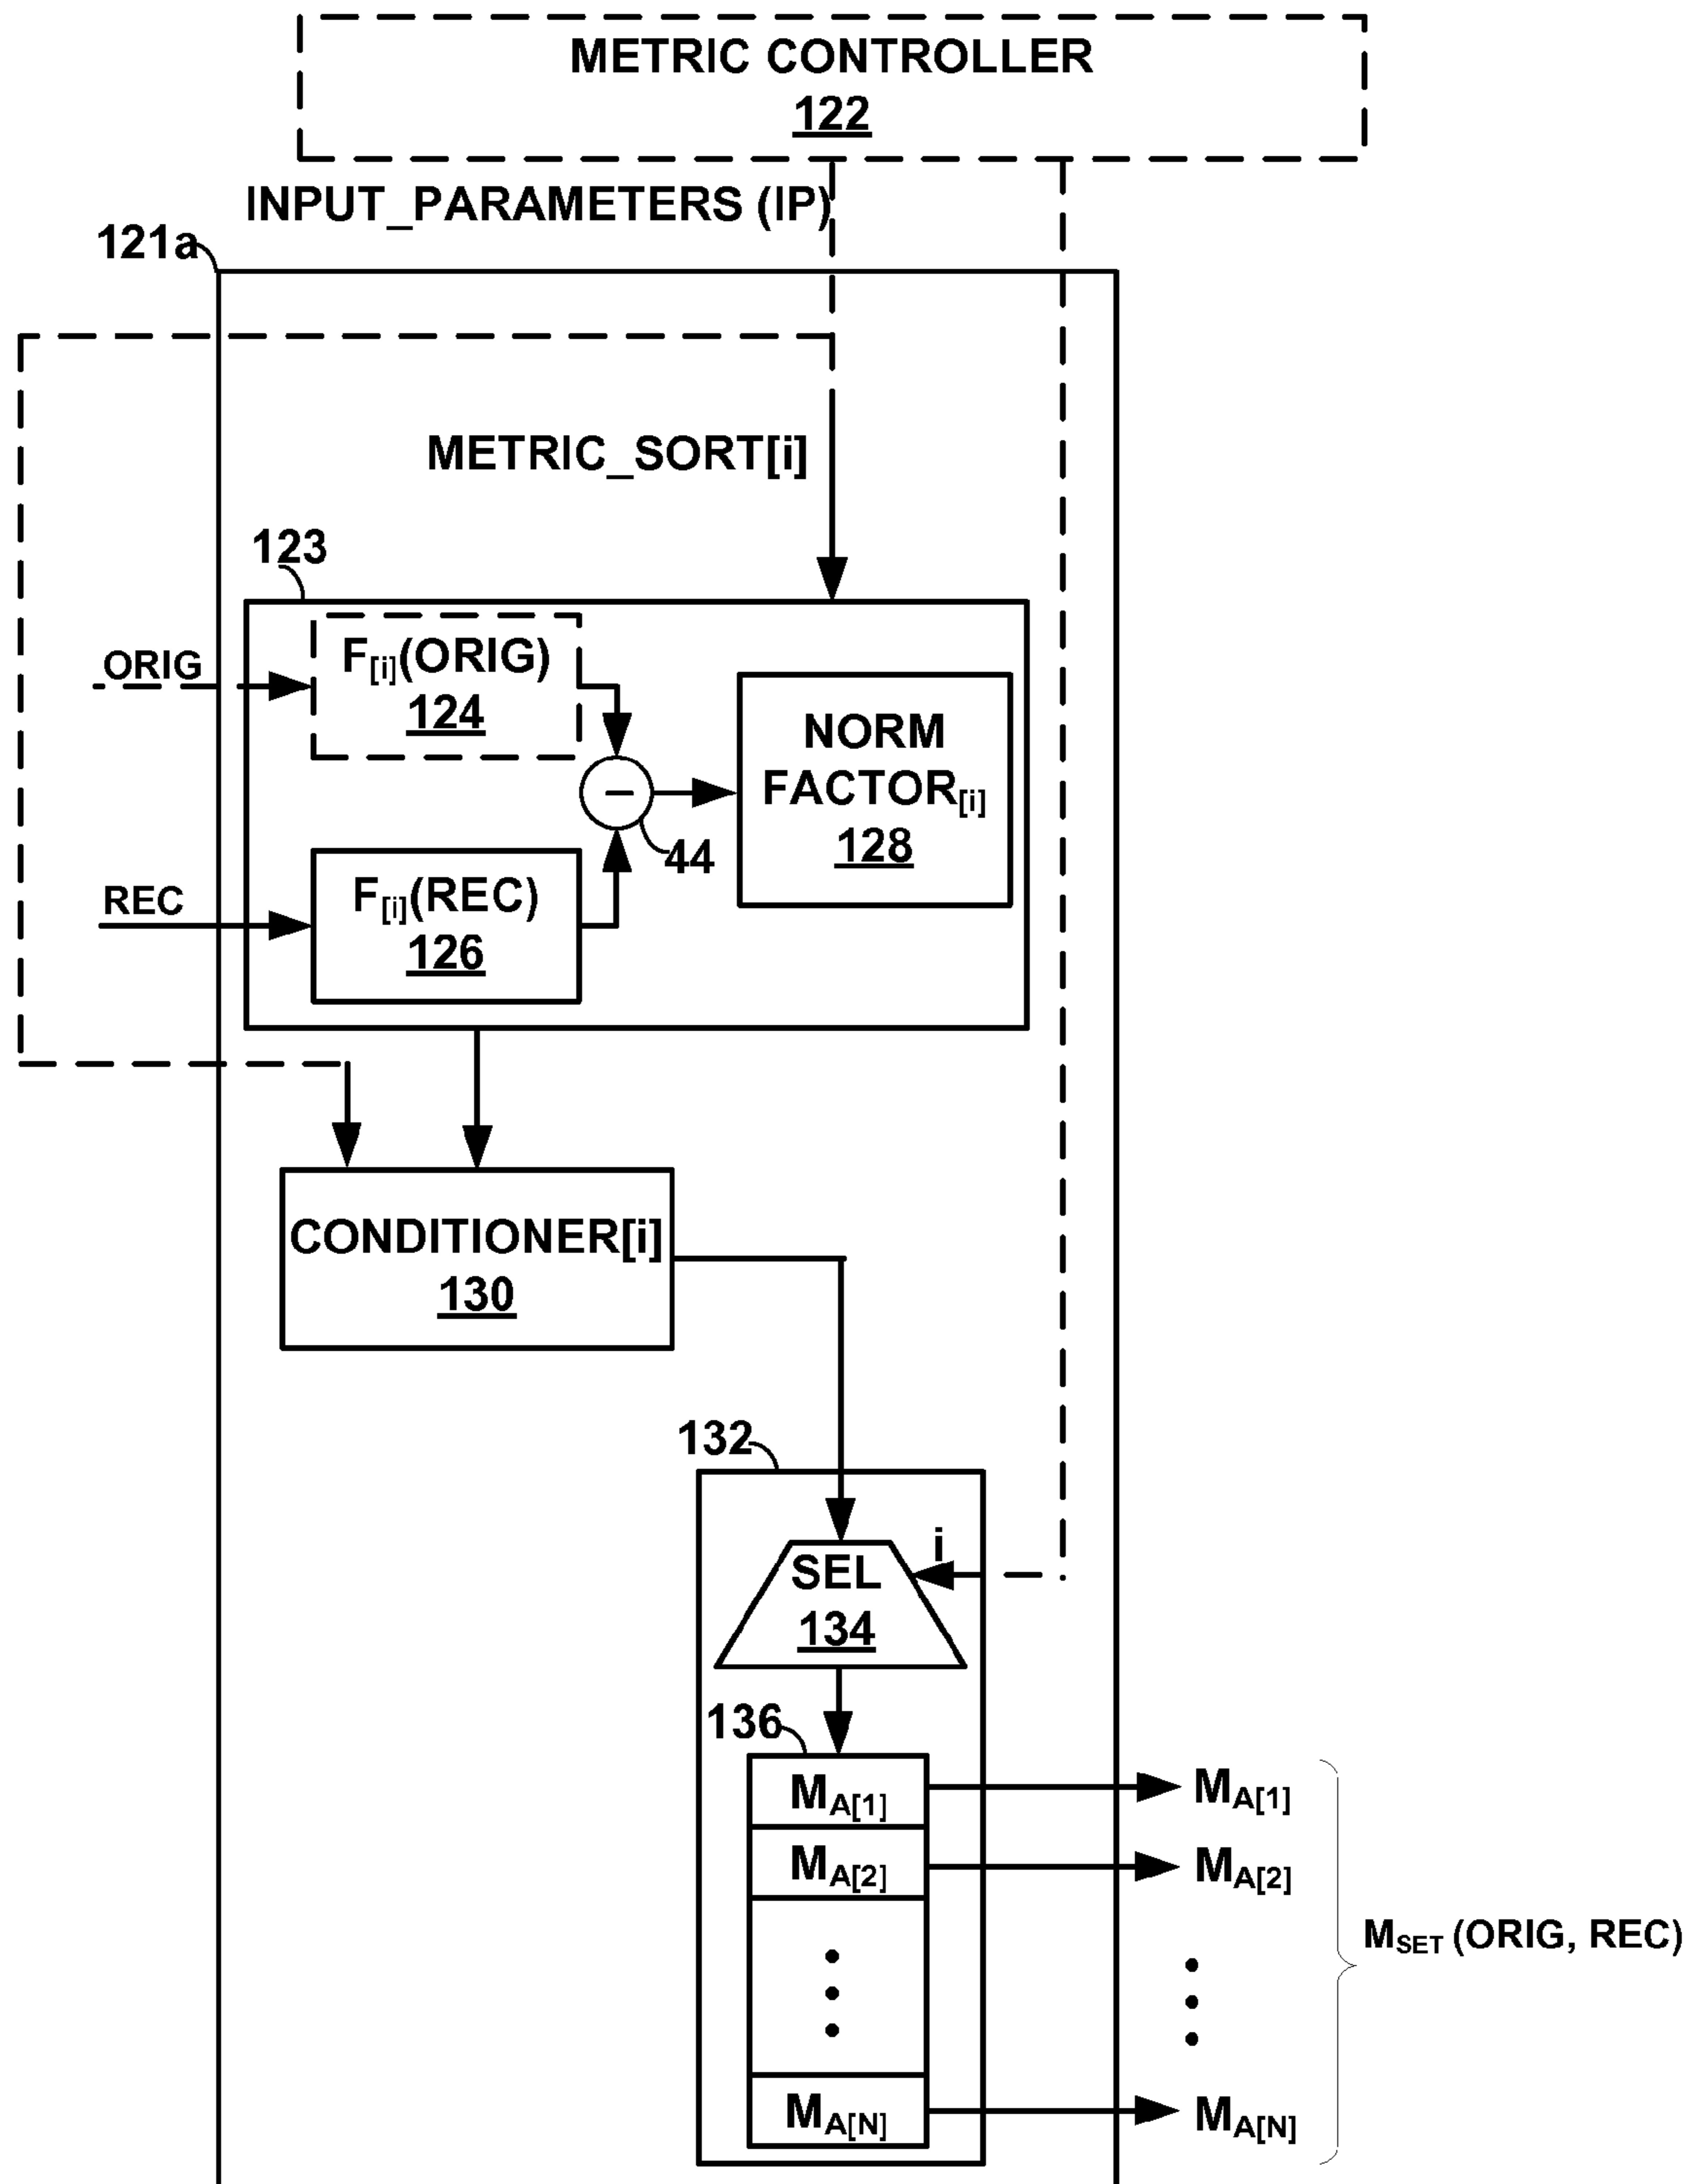 METRIC CONTROLLER
122
INPUT_PARAMETERS (IP)
121a
METRIC_SORT[i]
123
ORIG
F[i](ORIG)
124
NORM
FACTOR[i]
128
44
REC
F[i](REC)
126
CONDITIONER[i]
130
132
i
SEL
134
136
MA[1]
MA[1]
MA[2]
MA[2]
MSET (ORIG, REC)
MA[N]
MA[N]